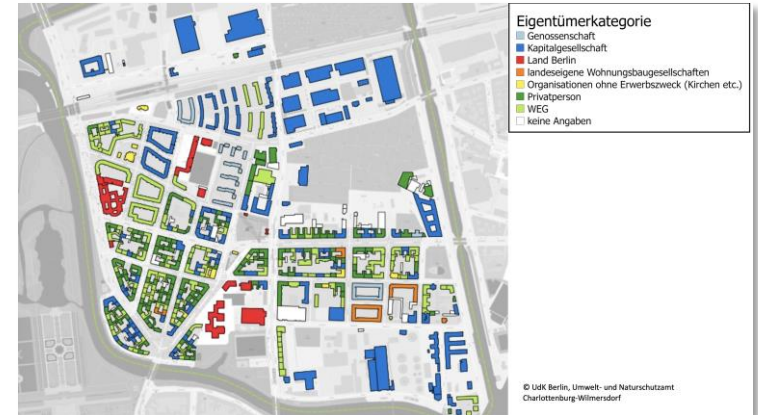 Eigentümerkategorie
Genossenschaft
Kapitalgesellschaft
Land Berlin
landeseigene Wohnungsbaugesellschaften
Organisationen ohne Erwerbszweck (Kirchen etc.)
Privatperson
WEG
keine Angaben
© UdK Berlin, Umwelt- und Naturschutzamt
Charlottenburg-Wilmersdorf